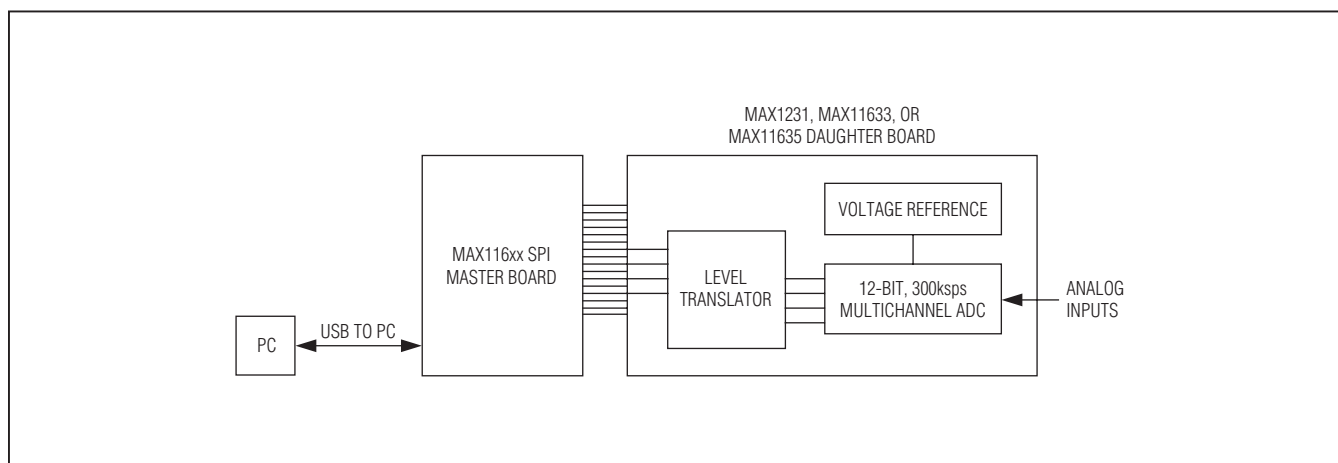 MAX1231, MAX11633, OR
MAX11635 DAUGHTER BOARD
VOLTAGE REFERENCE
MAX116xx SPI
MASTER BOARD
LEVEL
TRANSLATOR
12-BIT, 300ksps
MULTICHANNEL ADC
ANALOG
INPUTS
PC
USB TO PC